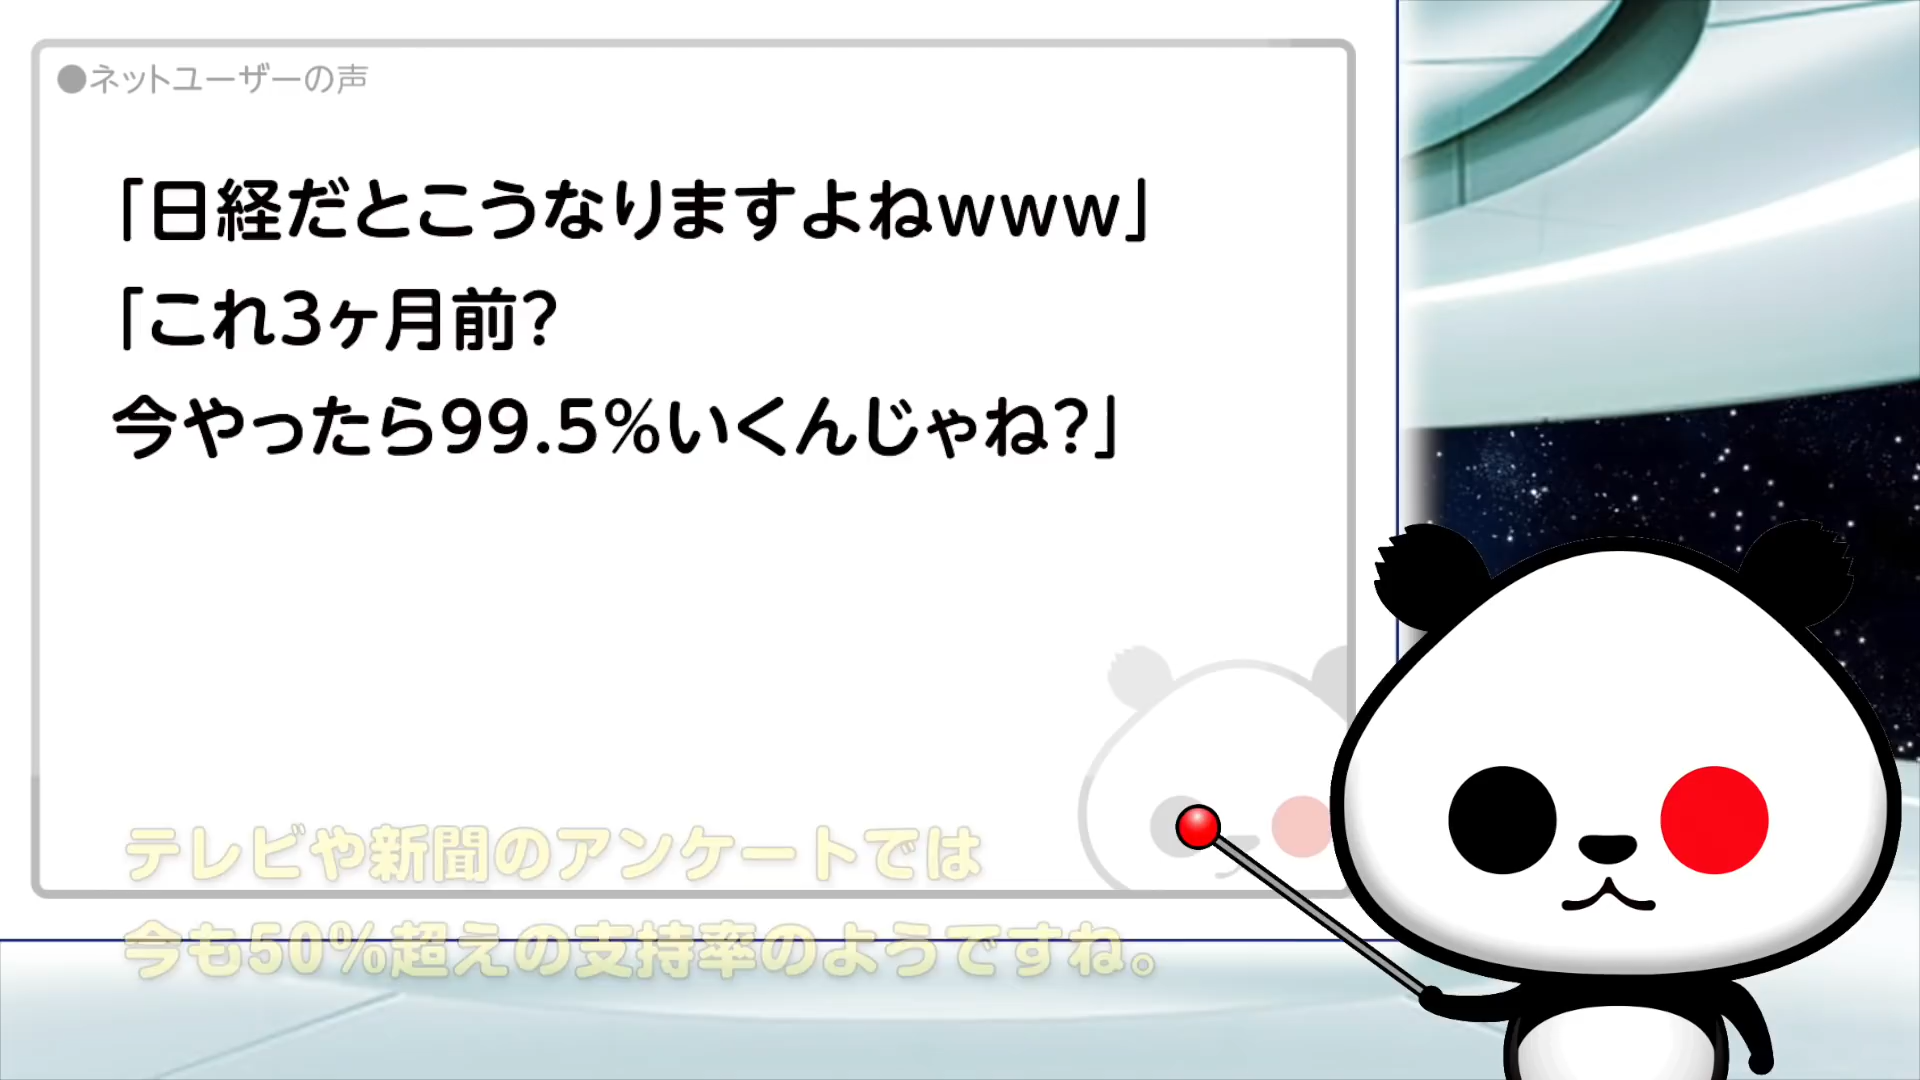 ●ネットユーザーの声
「日経だとこうなりますよねwww」
「これ3ヶ月前?
今やったら99.5%いくんじゃね?」
テレビや新聞のアンケートでは
今も50%超えの支持率のようですね。